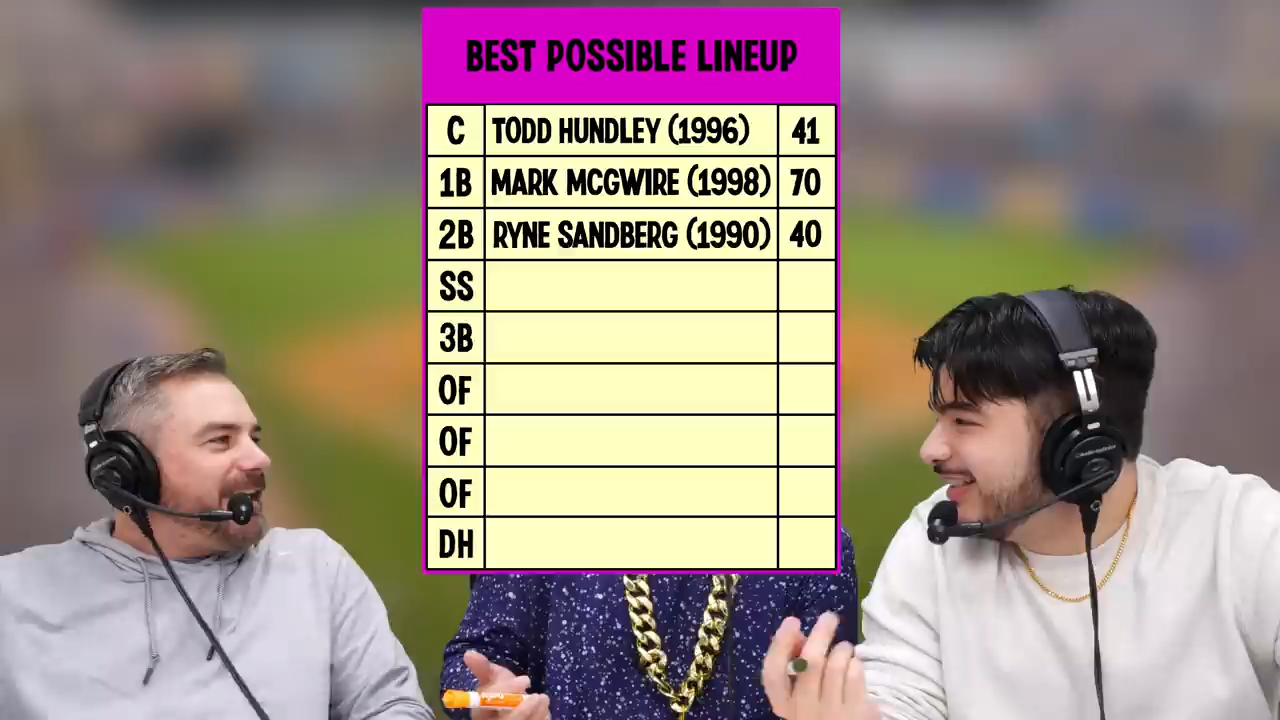 BEST POSSIBLE LINEUP
C TODD HUNDLEY (1996) 41
1B MARK MCGWIRE (1998) 70
2B RYNE SANDBERG (1990) 40
SS
3B
OF
OF
OF
DH